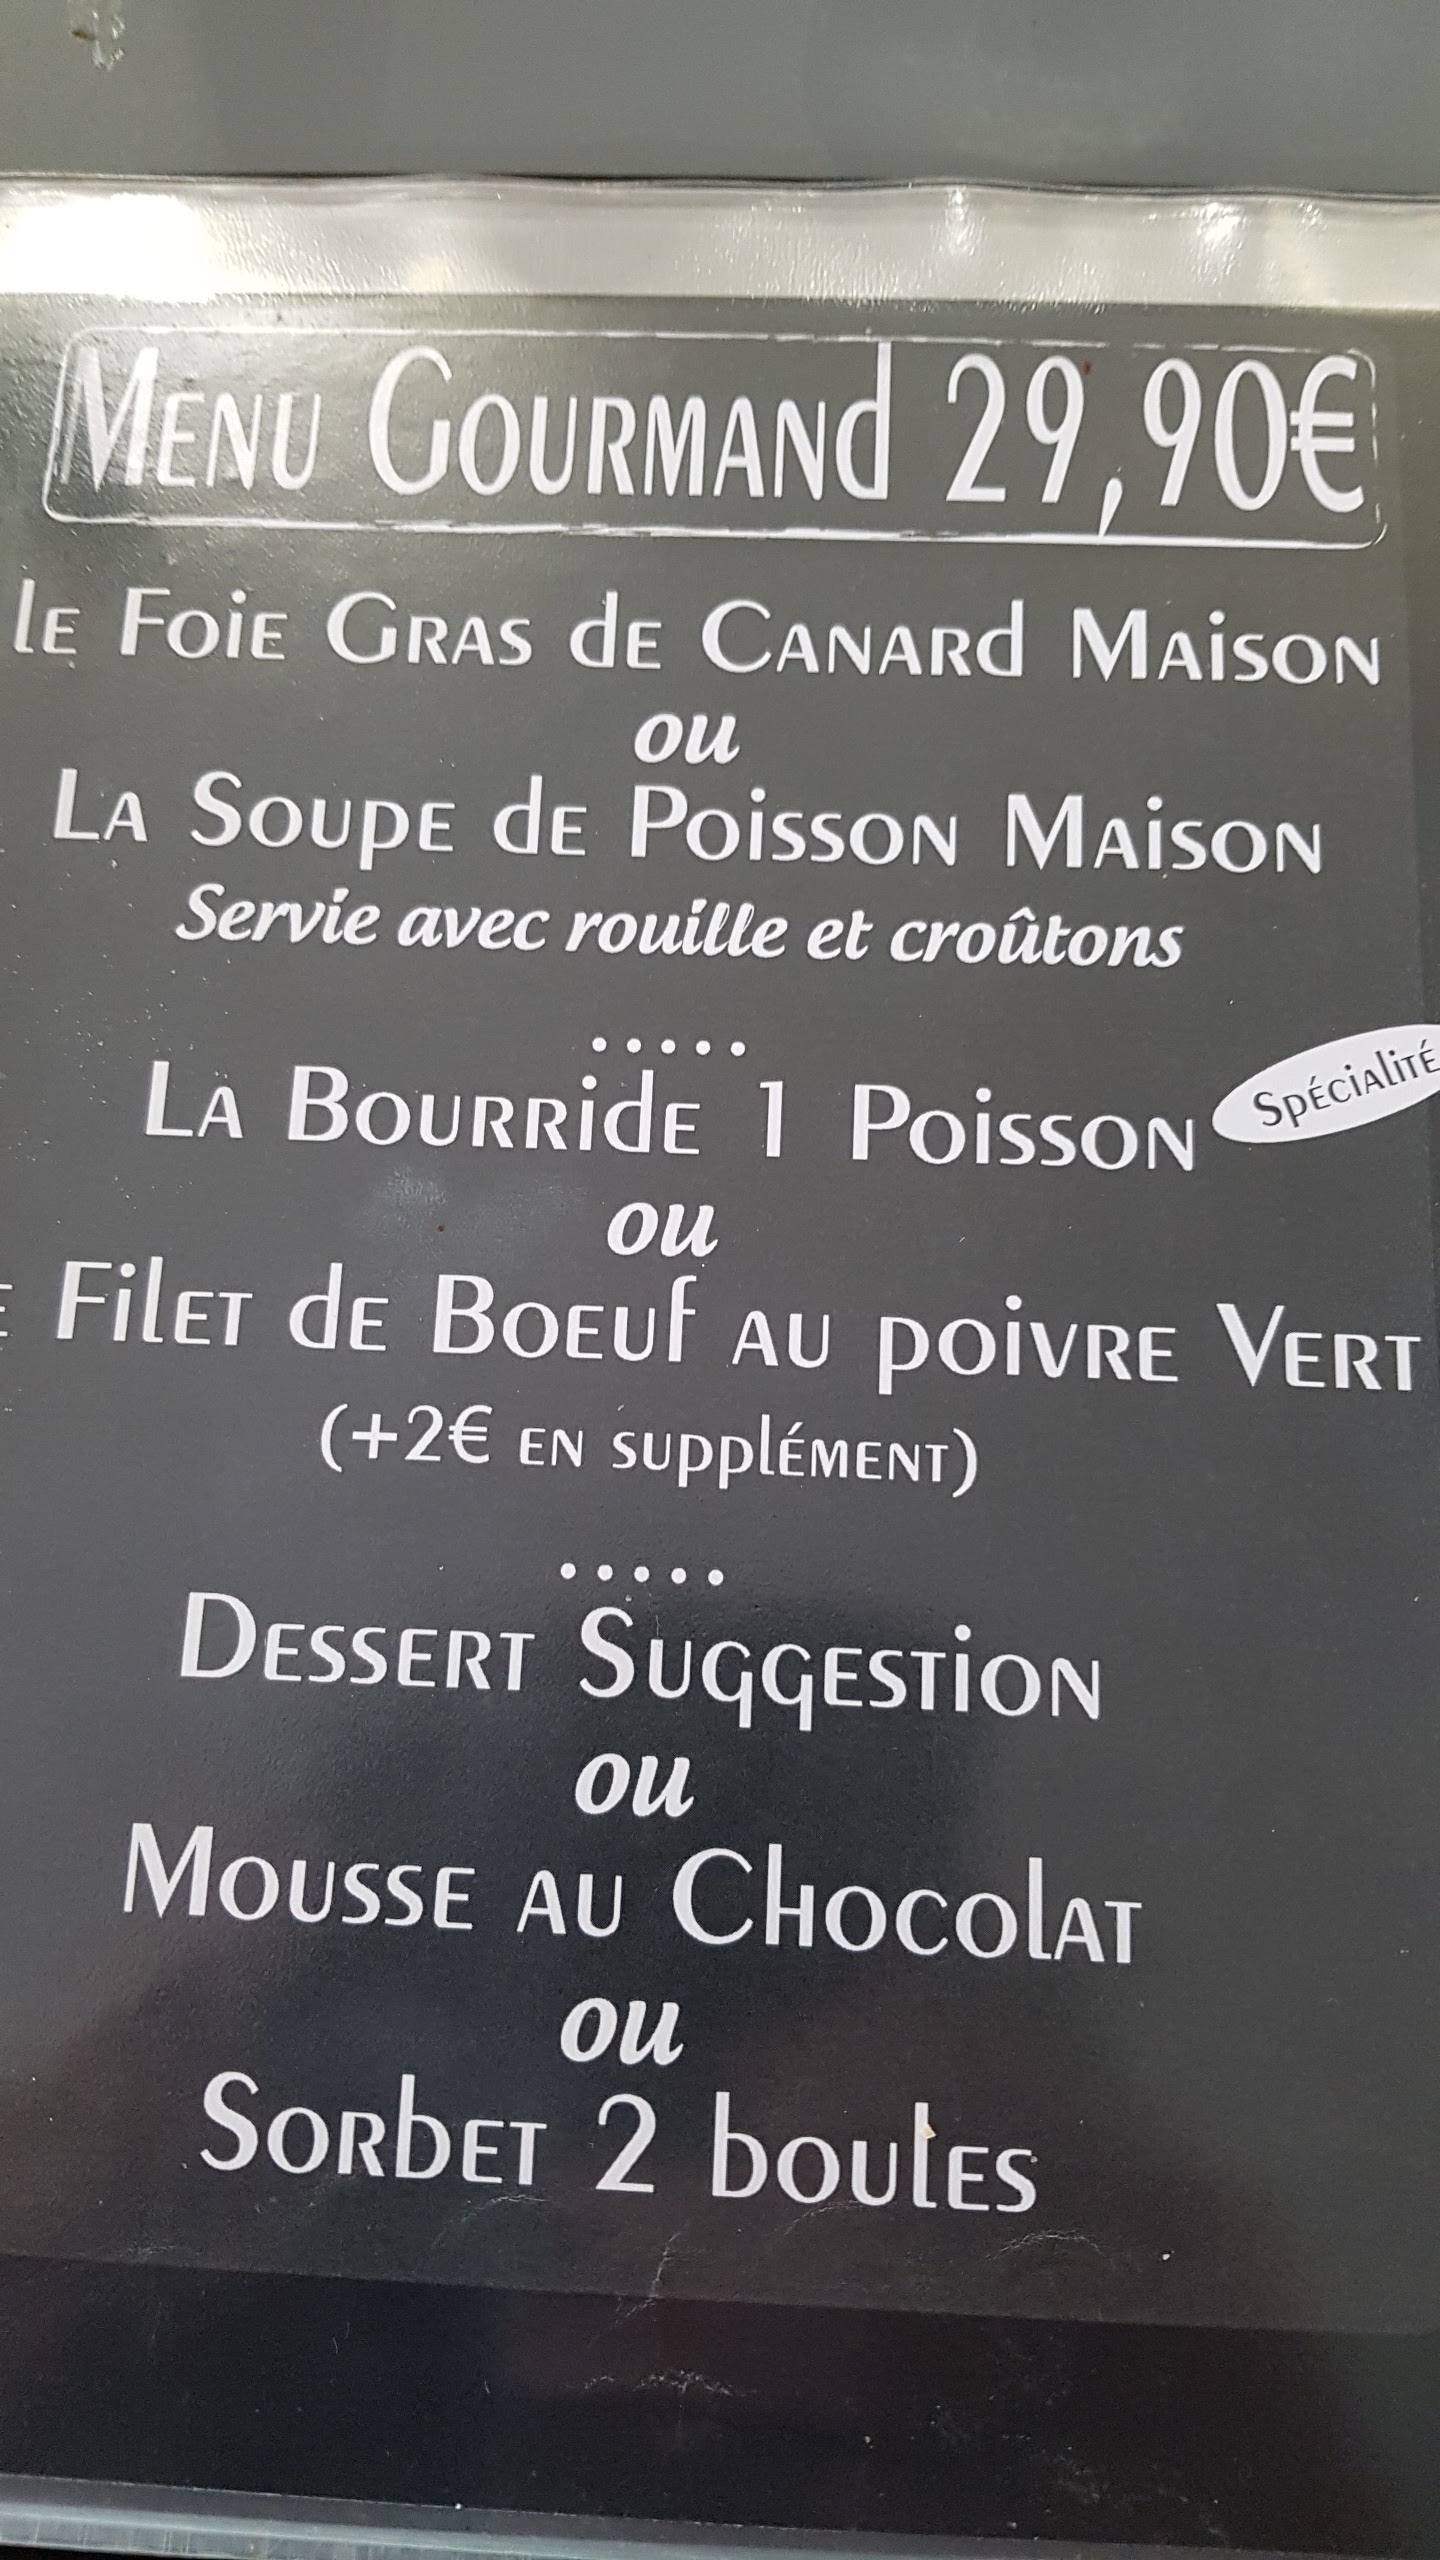 Menu Gourmand 29,90€
le Foie Gras de Canard Maison
ou
La Soupe de Poisson Maison
Servie avec rouille et croûtons
.....
La Bourride 1 Poisson Spécialité
ou
Filet de Boeuf au poivre Vert
(+2€ en supplément)
.....
Dessert Suggestion
ou
Mousse au Chocolat
ou
Sorbet 2 boules